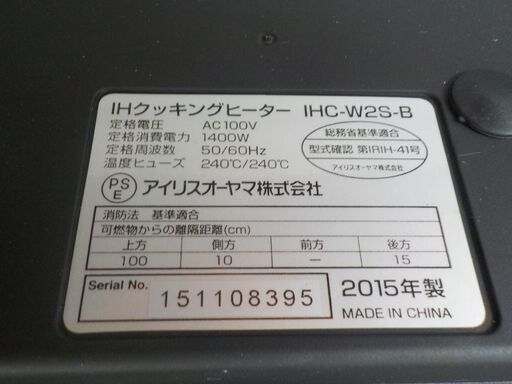 IHクッキングヒーター IHC-W2S-B
定格電圧 AC100V
定格消費電力 1400W
定格周波数 50/60Hz
温度ヒューズ 240℃/240℃
総務省基準適合
型式確認 第IRIH-41号
アイリスオーヤマ株式会社
PS
E
アイリスオーヤマ株式会社
消防法 基準適合
可燃物からの離隔距離(cm)
上方 側方 前方 後方
100 10 ー 15
Serial No. 151108395
2015年製
MADE IN CHINA